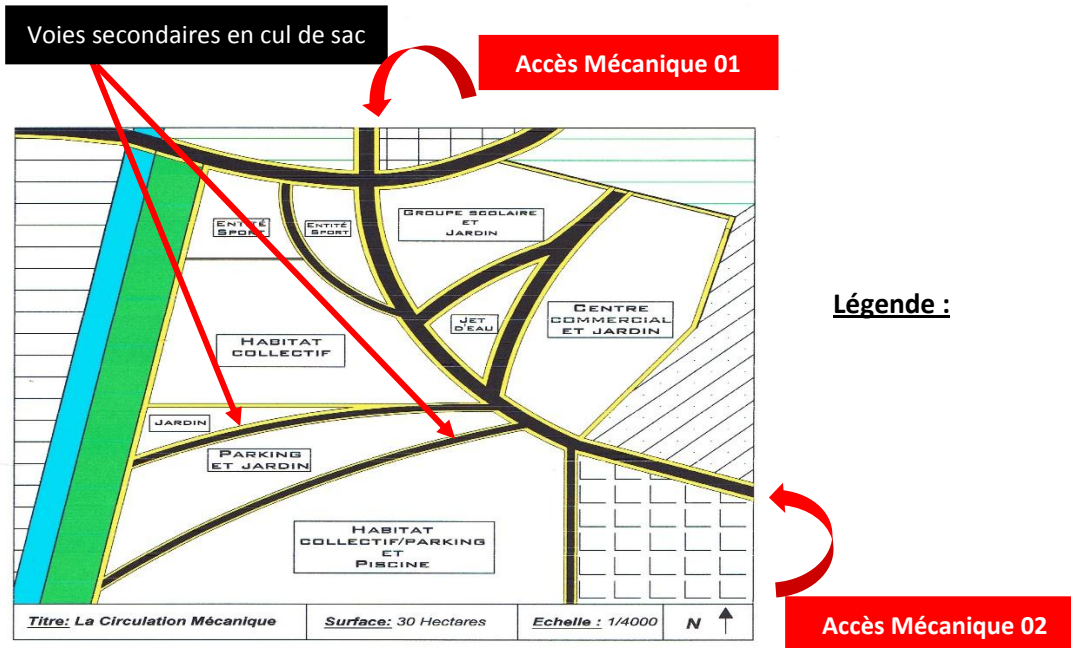 Voies secondaires en cul de sac
Accès Mécanique 01
Groupe scolaire
et
Jardin
Entité
Sport
Entité
Sport
Légende :
Centre
commercial
et jardin
Jet
d'eau
Habitat
collectif
Jardin
Parking
et jardin
Habitat
collectif/parking
et
Piscine
Titre: La Circulation Mécanique
Surface: 30 Hectares
Echelle : 1/4000
N
Accès Mécanique 02